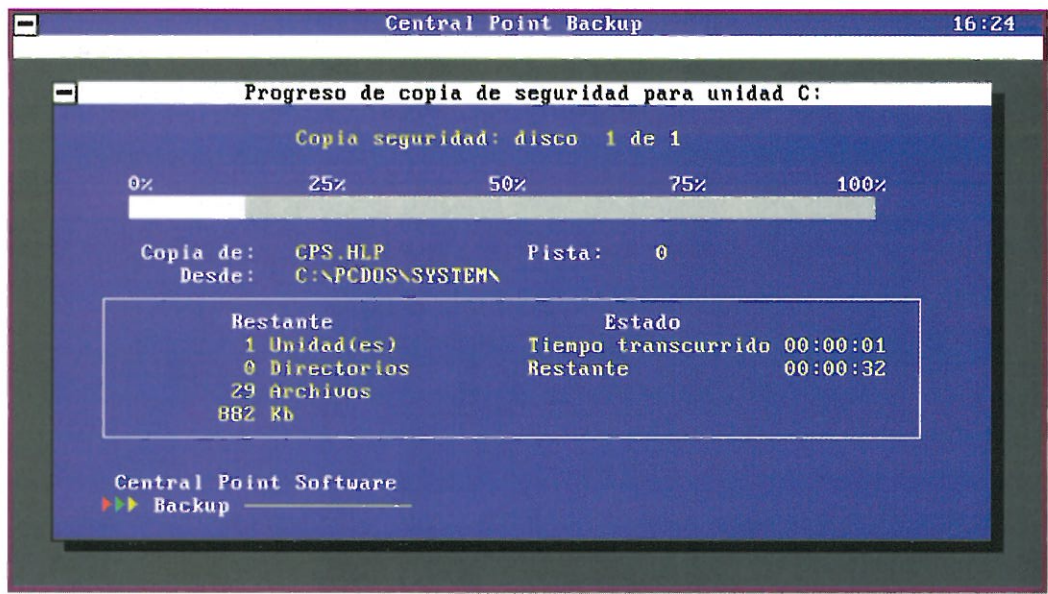 Central Point Backup 16:24
Progreso de copia de seguridad para unidad C:
Copia seguridad: disco 1 de 1
0% 25% 50% 75% 100%
Copia de: CPS.HLP Pista: 0
Desde: C:\PCDOS\SYSTEM\
Restante Estado
1 Unidad(es) Tiempo transcurrido 00:00:01
0 Directorios Restante 00:00:32
29 Archivos
882 Kb
Central Point Software
Backup